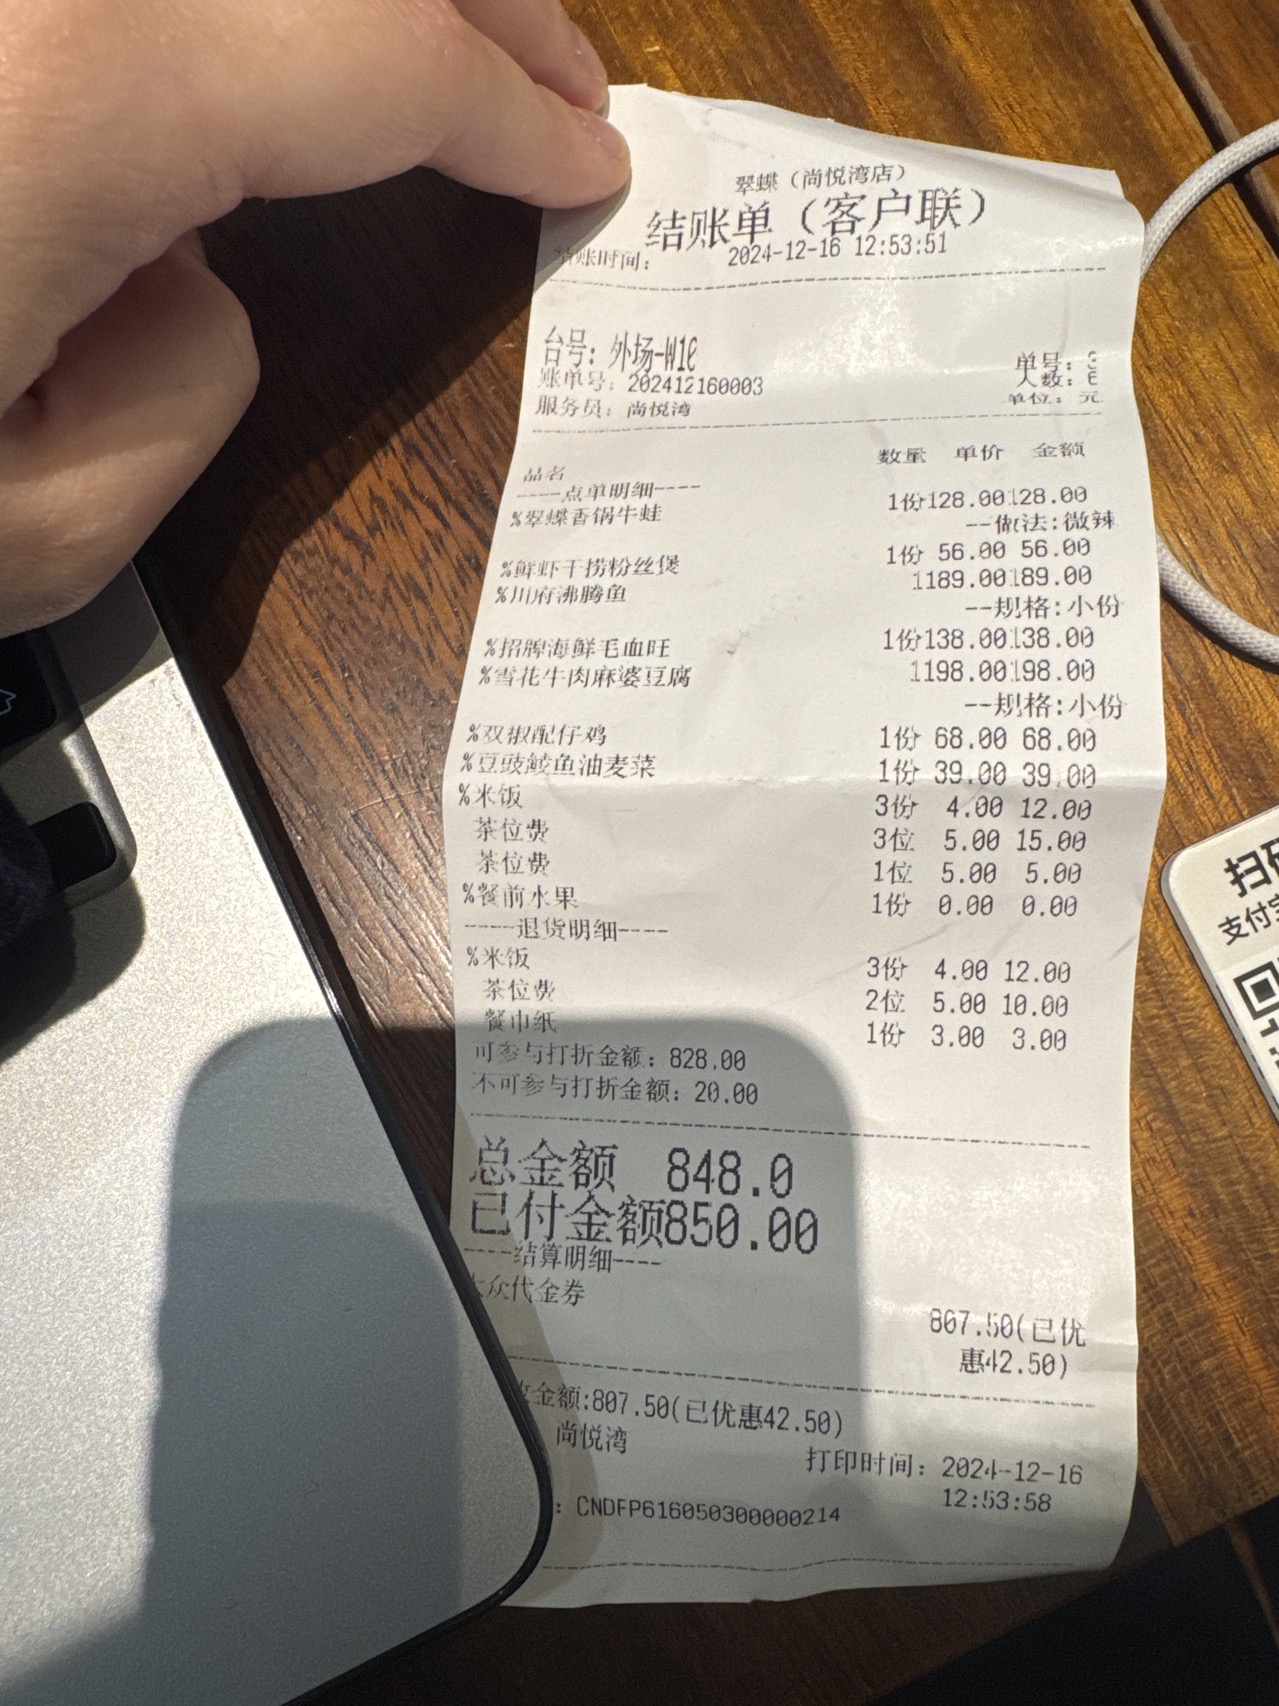 翠蝶（尚悦湾店）
结账单（客户联）
结账时间： 2024-12-16 12:53:51
台号：外场-W1
单号：
账单号：202412160003 人数：
服务员：尚悦湾 单位：元
品名 数量 单价 金额
----点单明细----
%翠蝶香锅牛蛙 1份128.00128.00
--做法:微辣
%鲜虾干捞粉丝煲 1份 56.00 56.00
%川府沸腾鱼 1189.00189.00
--规格:小份
%招牌海鲜毛血旺 1份138.00138.00
%雪花牛肉麻婆豆腐 1198.00198.00
--规格:小份
%双椒配仔鸡 1份 68.00 68.00
%豆豉鲮鱼油麦菜 1份 39.00 39.00
%米饭 3份 4.00 12.00
茶位费 3位 5.00 15.00
茶位费 1位 5.00 5.00
%餐前水果 1份 0.00 0.00
----退货明细----
%米饭 3份 4.00 12.00
茶位费 2位 5.00 10.00
餐巾纸 1份 3.00 3.00
可参与打折金额：828.00
不可参与打折金额：20.00
总金额 848.0
已付金额850.00
----结算明细----
大众代金券
807.50(已优
惠42.50)
金额:807.50(已优惠42.50)
尚悦湾
打印时间：2024-12-16
12:53:58
：CNDFP616050300000214
扫码
支付宝